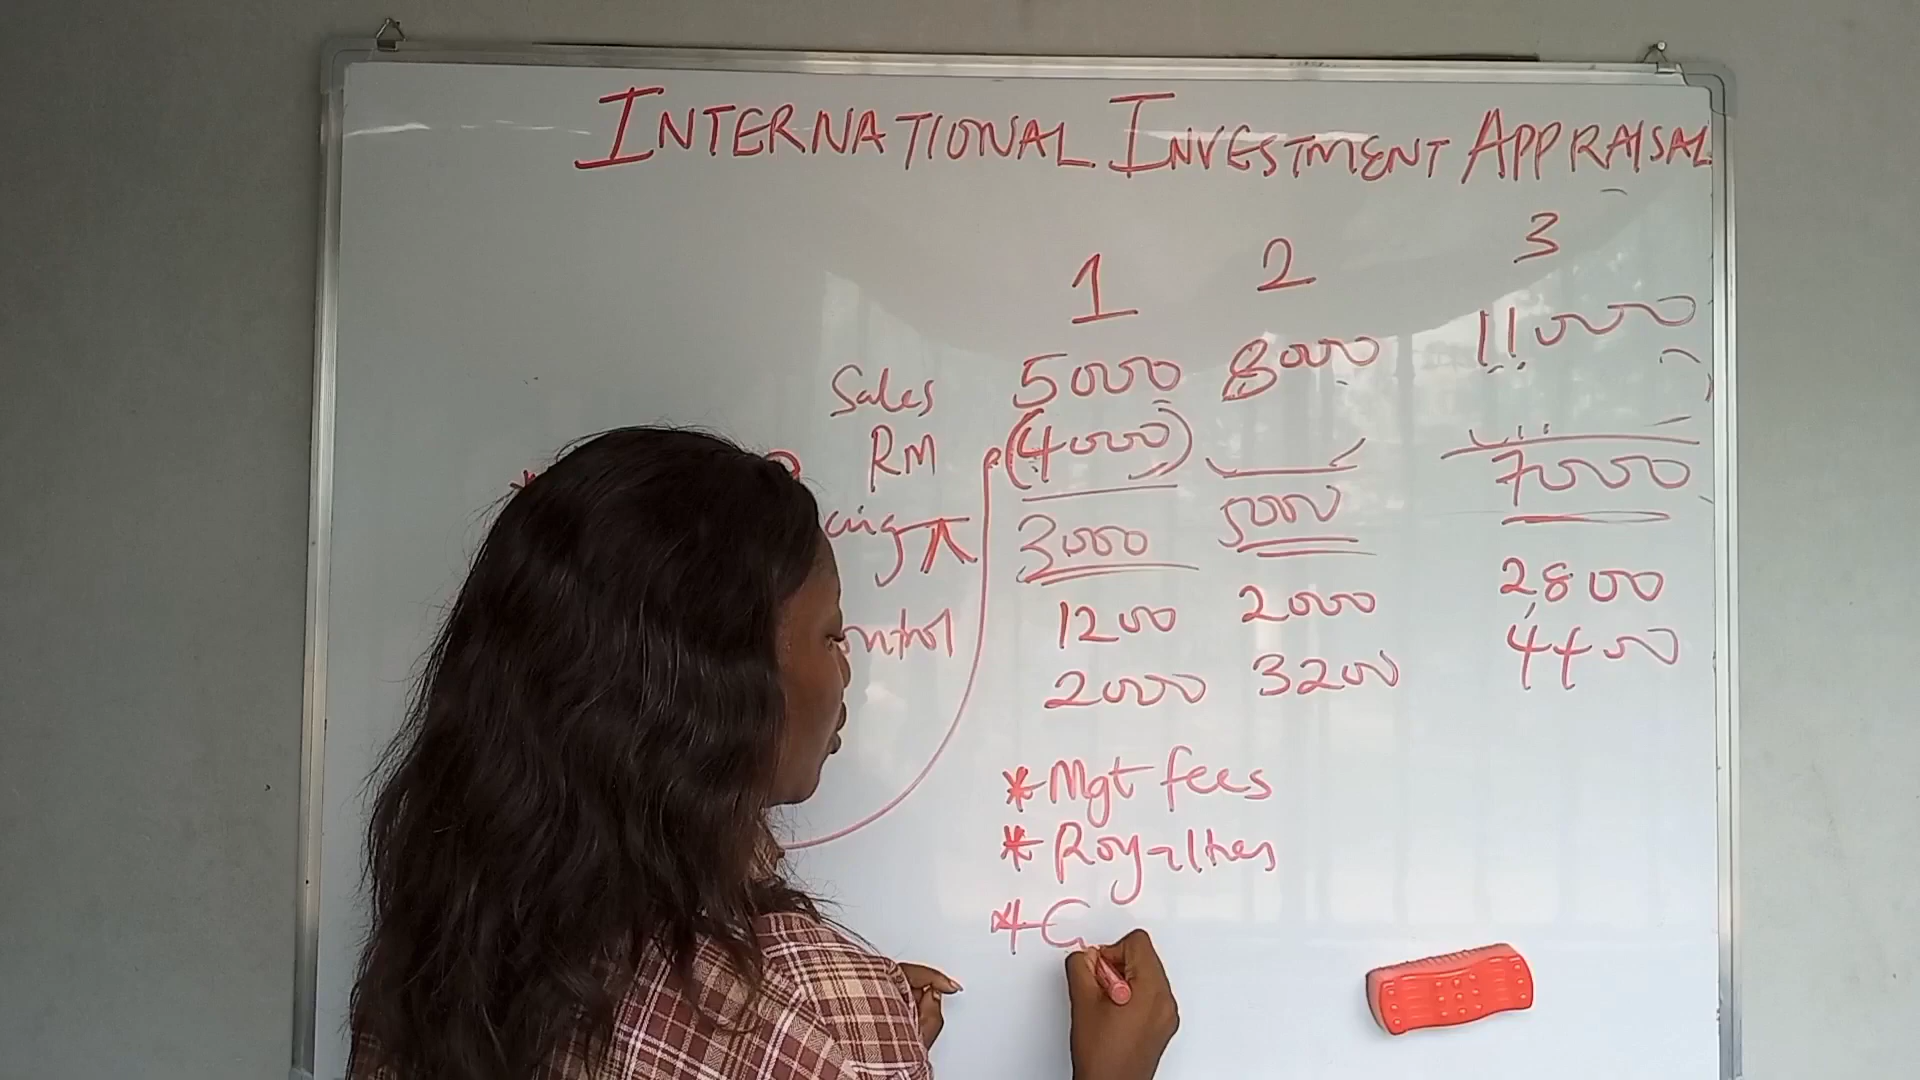 INTERNATIONAL INVESTMENT APPRAISAL
1 2 3
Sales 5000 8000 11000
RM (4000)
3000 5000 7000
1200 2000 2800
2000 3200 4400
*Mgt fees
*Royalties
*C